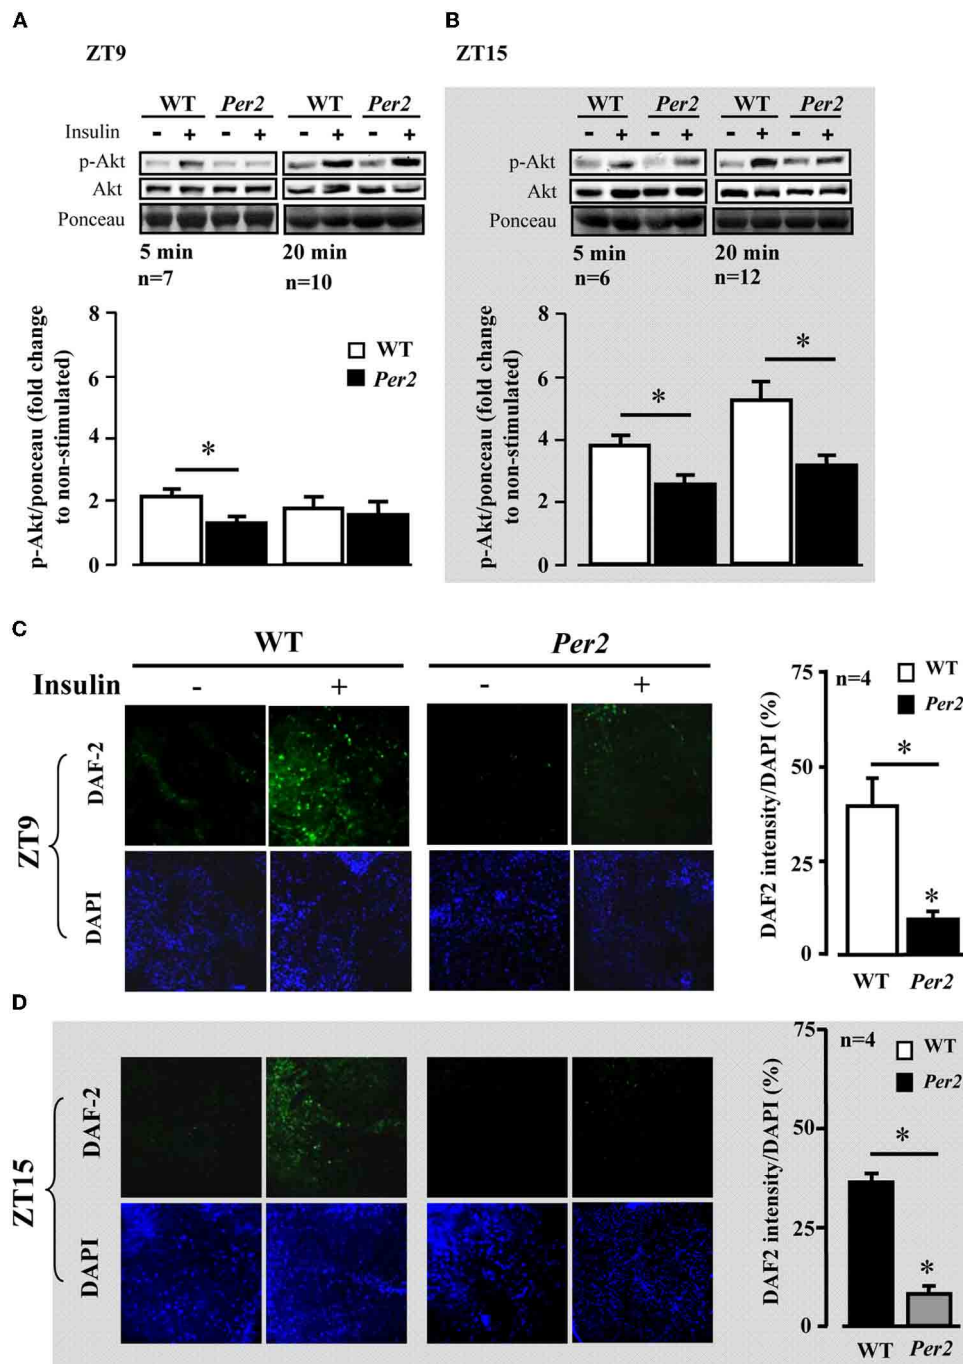 A
ZT9
WT Per2 WT Per2
Insulin - + - + - + - +
p-Akt
Akt
Ponceau
5 min 20 min
n=7 n=10
p-Akt/ponceau (fold change
to non-stimulated)
8
6
4
2
0
WT
Per2
*
B
ZT15
WT Per2 WT Per2
- + - + - + - +
p-Akt
Akt
Ponceau
5 min 20 min
n=6 n=12
p-Akt/ponceau (fold change
to non-stimulated)
8
6
4
2
0
*
*
C
WT Per2
Insulin - + - +
ZT9
DAF-2
DAPI
DAF2 intensity/DAPI (%)
75
50
25
0
n=4
WT
Per2
*
*
WT Per2
D
ZT15
DAF-2
DAPI
DAF2 intensity/DAPI (%)
75
50
25
0
n=4
WT
Per2
*
*
WT Per2